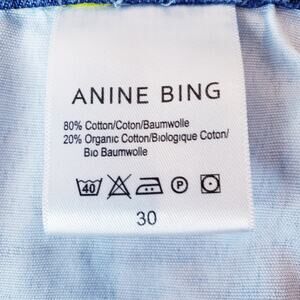 ANINE BING
80% Cotton/Coton/Baumwolle
20% Organic Cotton/Biologique Coton/
Bio Baumwolle
40 P
30